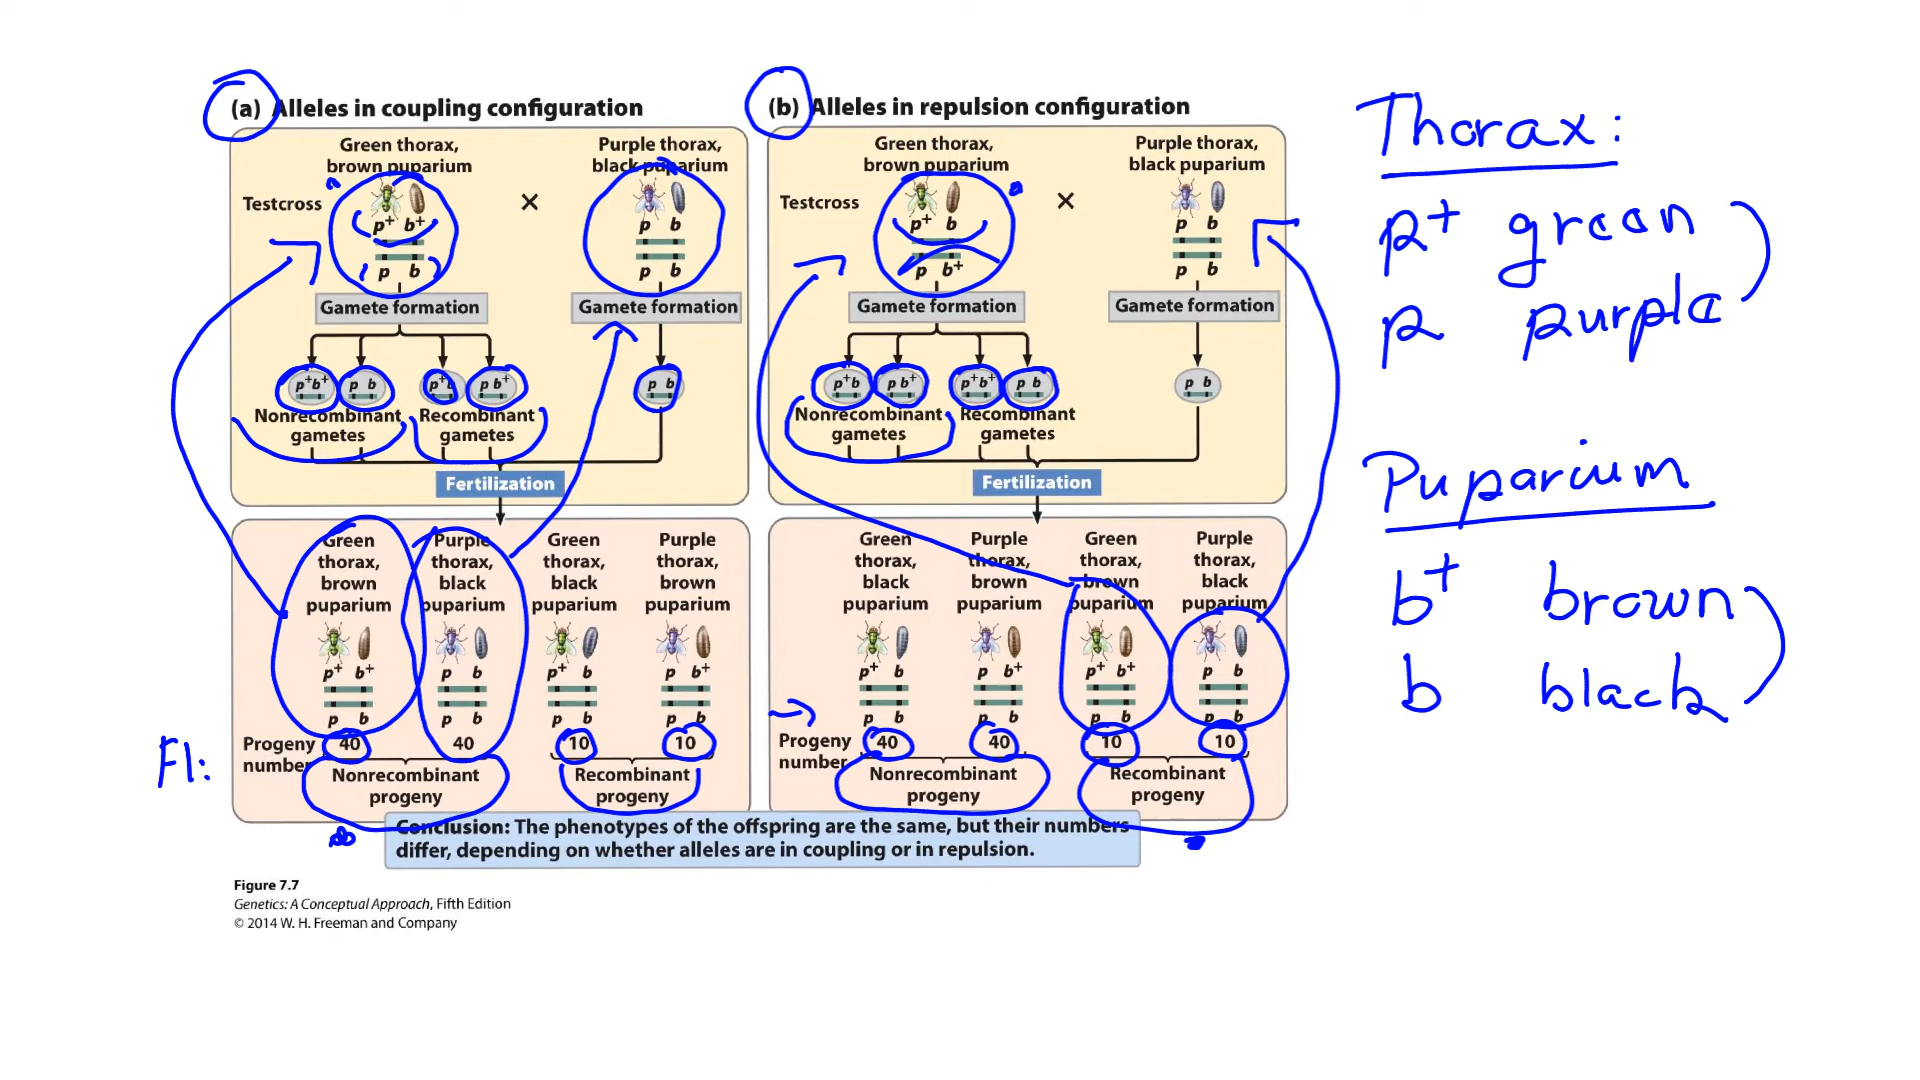 (a) Alleles in coupling configuration
Green thorax,
brown puparium
Purple thorax,
black puparium
Testcross
×
p⁺ b⁺
p b
p b
p b
Gamete formation
Gamete formation
p⁺b⁺
p b
p⁺b
p b⁺
p b
Nonrecombinant
gametes
Recombinant
gametes
Fertilization
Green
thorax,
brown
puparium
Purple
thorax,
black
puparium
Green
thorax,
black
puparium
Purple
thorax,
brown
puparium
p⁺ b⁺
p b
p⁺ b
p b⁺
p b
p b
p b
p b
F1:
Progeny
number
40
40
10
10
Nonrecombinant
progeny
Recombinant
progeny
(b) Alleles in repulsion configuration
Green thorax,
brown puparium
Purple thorax,
black puparium
Testcross
×
p⁺ b
p b⁺
p b
p b
Gamete formation
Gamete formation
p⁺b
p b⁺
p⁺b⁺
p b
p b
Nonrecombinant
gametes
Recombinant
gametes
Fertilization
Green
thorax,
black
puparium
Purple
thorax,
brown
puparium
Green
thorax,
brown
puparium
Purple
thorax,
black
puparium
p⁺ b
p b⁺
p⁺ b⁺
p b
p b
p b
p b
p b
Progeny
number
40
40
10
10
Nonrecombinant
progeny
Recombinant
progeny
Conclusion: The phenotypes of the offspring are the same, but their numbers
differ, depending on whether alleles are in coupling or in repulsion.
Figure 7.7
Genetics: A Conceptual Approach, Fifth Edition
© 2014 W. H. Freeman and Company
Thorax:
p⁺ green
p purple
Puparium
b⁺ brown
b black